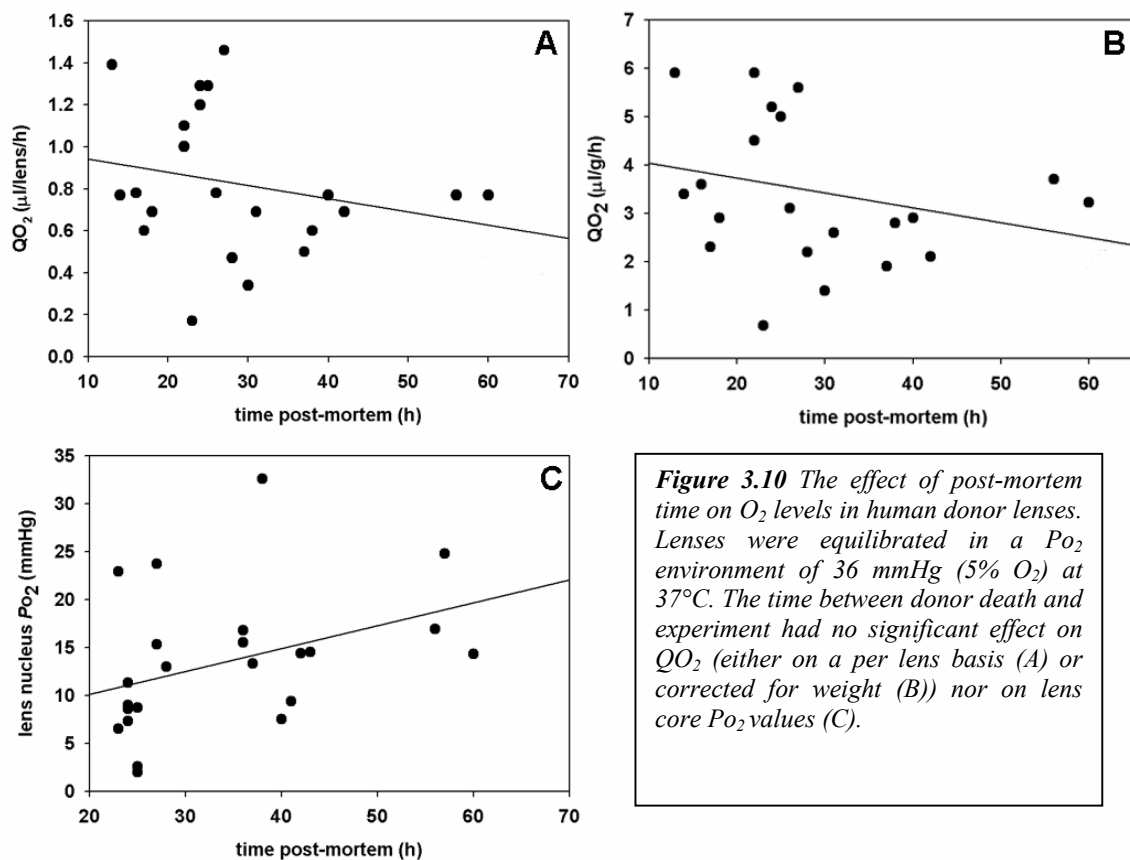 A
1.6
1.4
1.2
1.0
0.8
0.6
0.4
0.2
0.0
QO₂ (µl/lens/h)
10 20 30 40 50 60 70
time post-mortem (h)
B
7
6
5
4
3
2
1
0
QO₂ (µl/g/h)
10 20 30 40 50 60
time post-mortem (h)
C
35
30
25
20
15
10
5
0
lens nucleus Po₂ (mmHg)
20 30 40 50 60 70
time post-mortem (h)
Figure 3.10 The effect of post-mortem
time on O₂ levels in human donor lenses.
Lenses were equilibrated in a Po₂
environment of 36 mmHg (5% O₂) at
37°C. The time between donor death and
experiment had no significant effect on
QO₂ (either on a per lens basis (A) or
corrected for weight (B)) nor on lens
core Po₂ values (C).